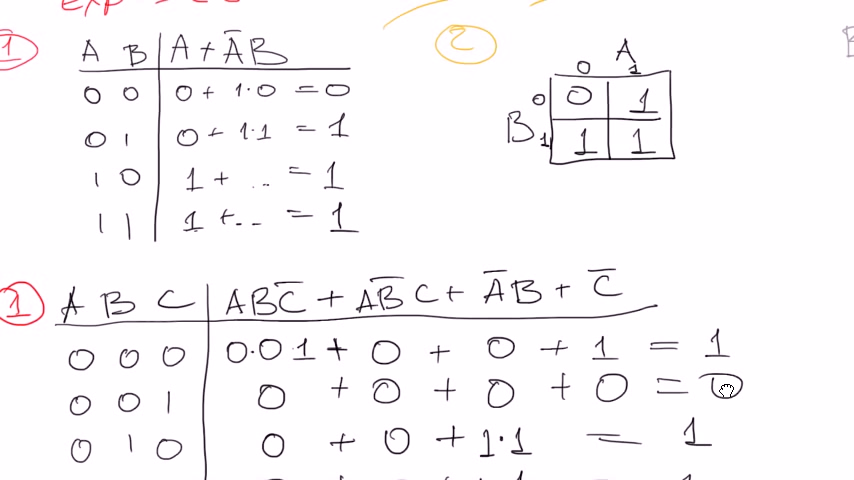 1
A B A + A̅B
0 0 0 + 1·0 = 0
0 1 0 + 1·1 = 1
1 0 1 + .. = 1
1 1 1 +... = 1
2
A
0 1
0 0 1
B 1 1 1
1
A B C ABC̅ + AB̅C + A̅B + C̅
0 0 0 0·0 1 + 0 + 0 + 1 = 1
0 0 1 0 + 0 + 0 + 0 = 0
0 1 0 0 + 0 + 1·1 = 1